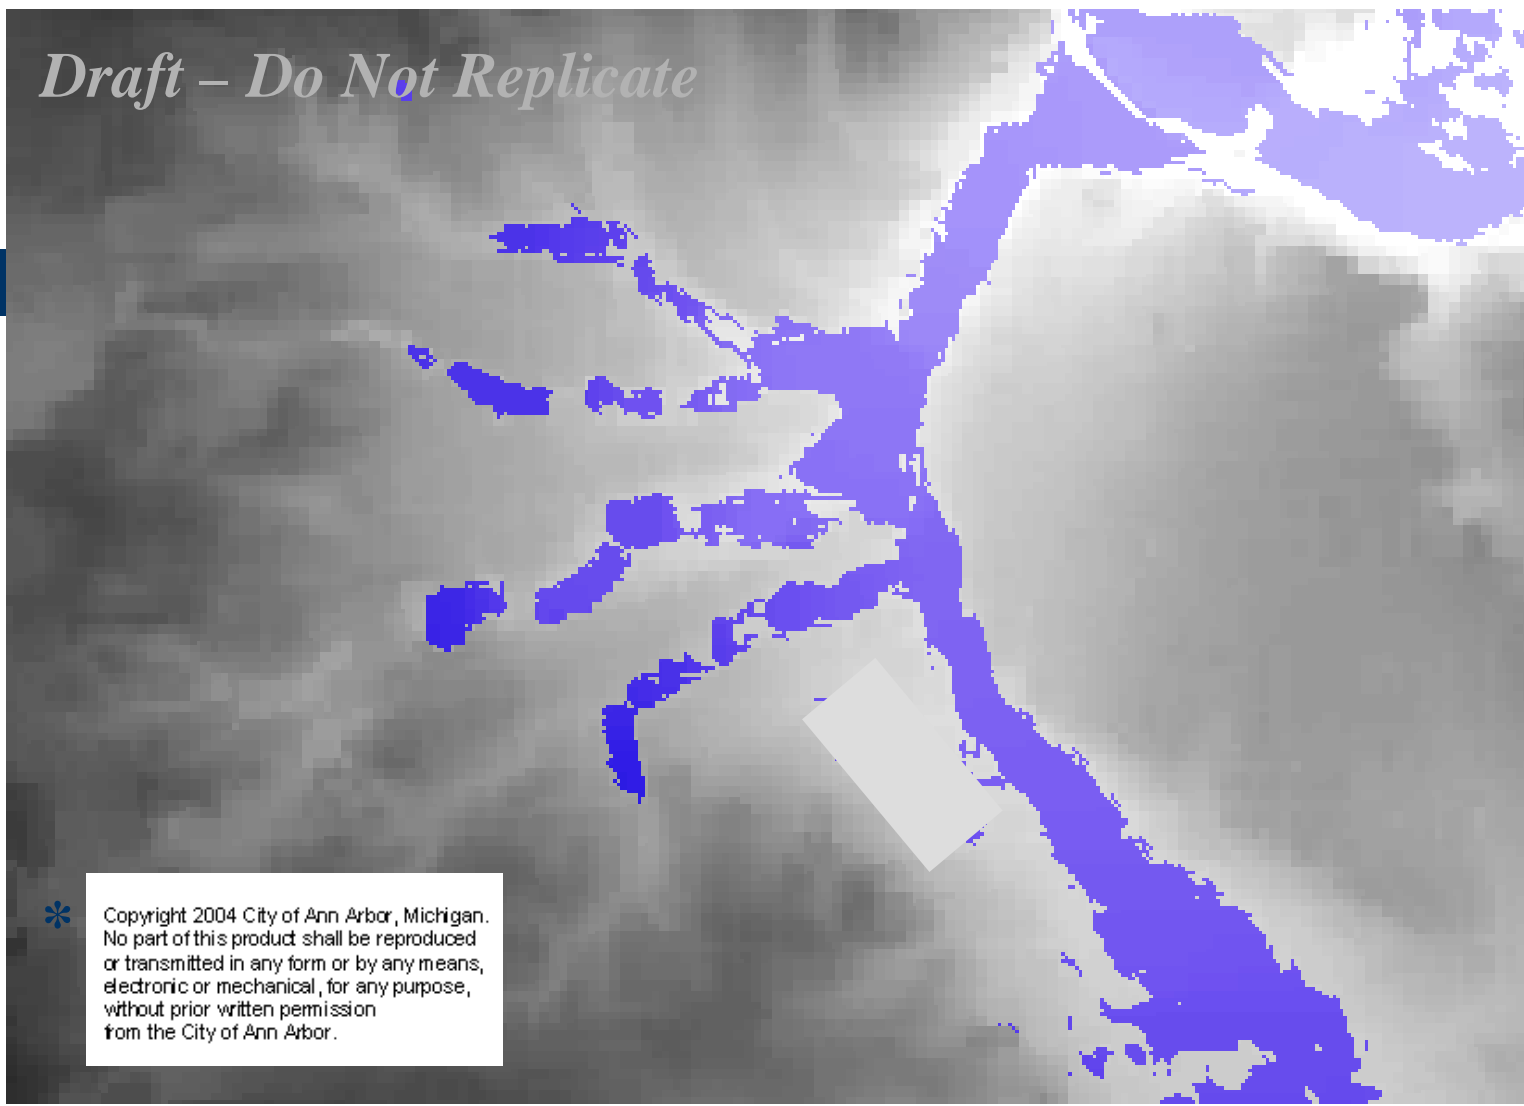 Draft – Do Not Replicate
* Copyright 2004 City of Ann Arbor, Michigan.
No part of this product shall be reproduced
or transmitted in any form or by any means,
electronic or mechanical, for any purpose,
without prior written permission
from the City of Ann Arbor.